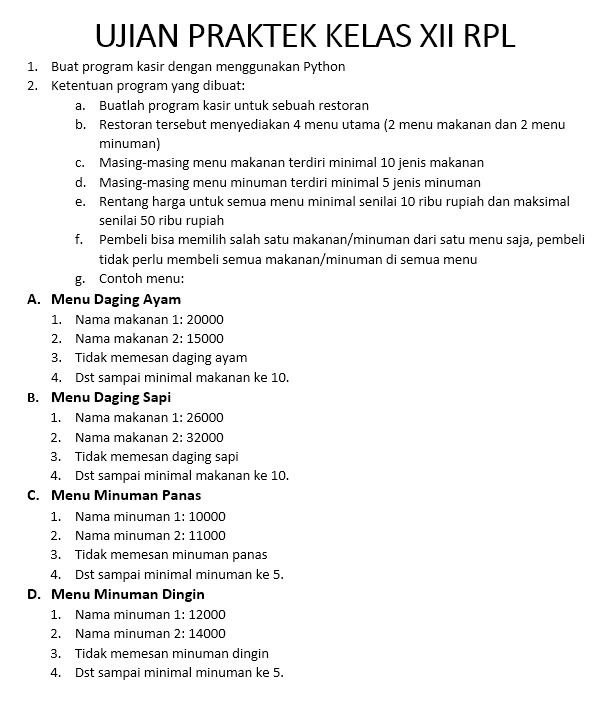 UJIAN PRAKTEK KELAS XII RPL
1. Buat program kasir dengan menggunakan Python
2. Ketentuan program yang dibuat:
a. Buatlah program kasir untuk sebuah restoran
b. Restoran tersebut menyediakan 4 menu utama (2 menu makanan dan 2 menu
minuman)
c. Masing-masing menu makanan terdiri minimal 10 jenis makanan
d. Masing-masing menu minuman terdiri minimal 5 jenis minuman
e. Rentang harga untuk semua menu minimal senilai 10 ribu rupiah dan maksimal
senilai 50 ribu rupiah
f. Pembeli bisa memilih salah satu makanan/minuman dari satu menu saja, pembeli
tidak perlu membeli semua makanan/minuman di semua menu
g. Contoh menu:
A. Menu Daging Ayam
1. Nama makanan 1: 20000
2. Nama makanan 2: 15000
3. Tidak memesan daging ayam
4. Dst sampai minimal makanan ke 10.
B. Menu Daging Sapi
1. Nama makanan 1: 26000
2. Nama makanan 2: 32000
3. Tidak memesan daging sapi
4. Dst sampai minimal makanan ke 10.
C. Menu Minuman Panas
1. Nama minuman 1: 10000
2. Nama minuman 2: 11000
3. Tidak memesan minuman panas
4. Dst sampai minimal minuman ke 5.
D. Menu Minuman Dingin
1. Nama minuman 1: 12000
2. Nama minuman 2: 14000
3. Tidak memesan minuman dingin
4. Dst sampai minimal minuman ke 5.